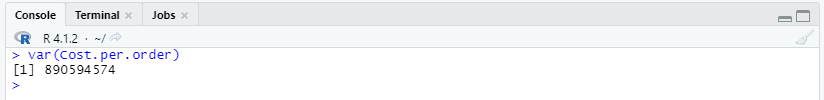 Console Terminal Jobs
R R 4.1.2 · ~/
> var(Cost.per.order)
[1] 890594574
>